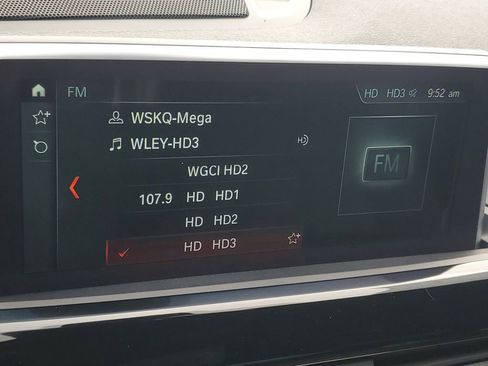 FM HD HD3 9:52 am
WSKQ-Mega
WLEY-HD3
WGCI HD2
107.9 HD HD1
HD HD2
HD HD3
FM